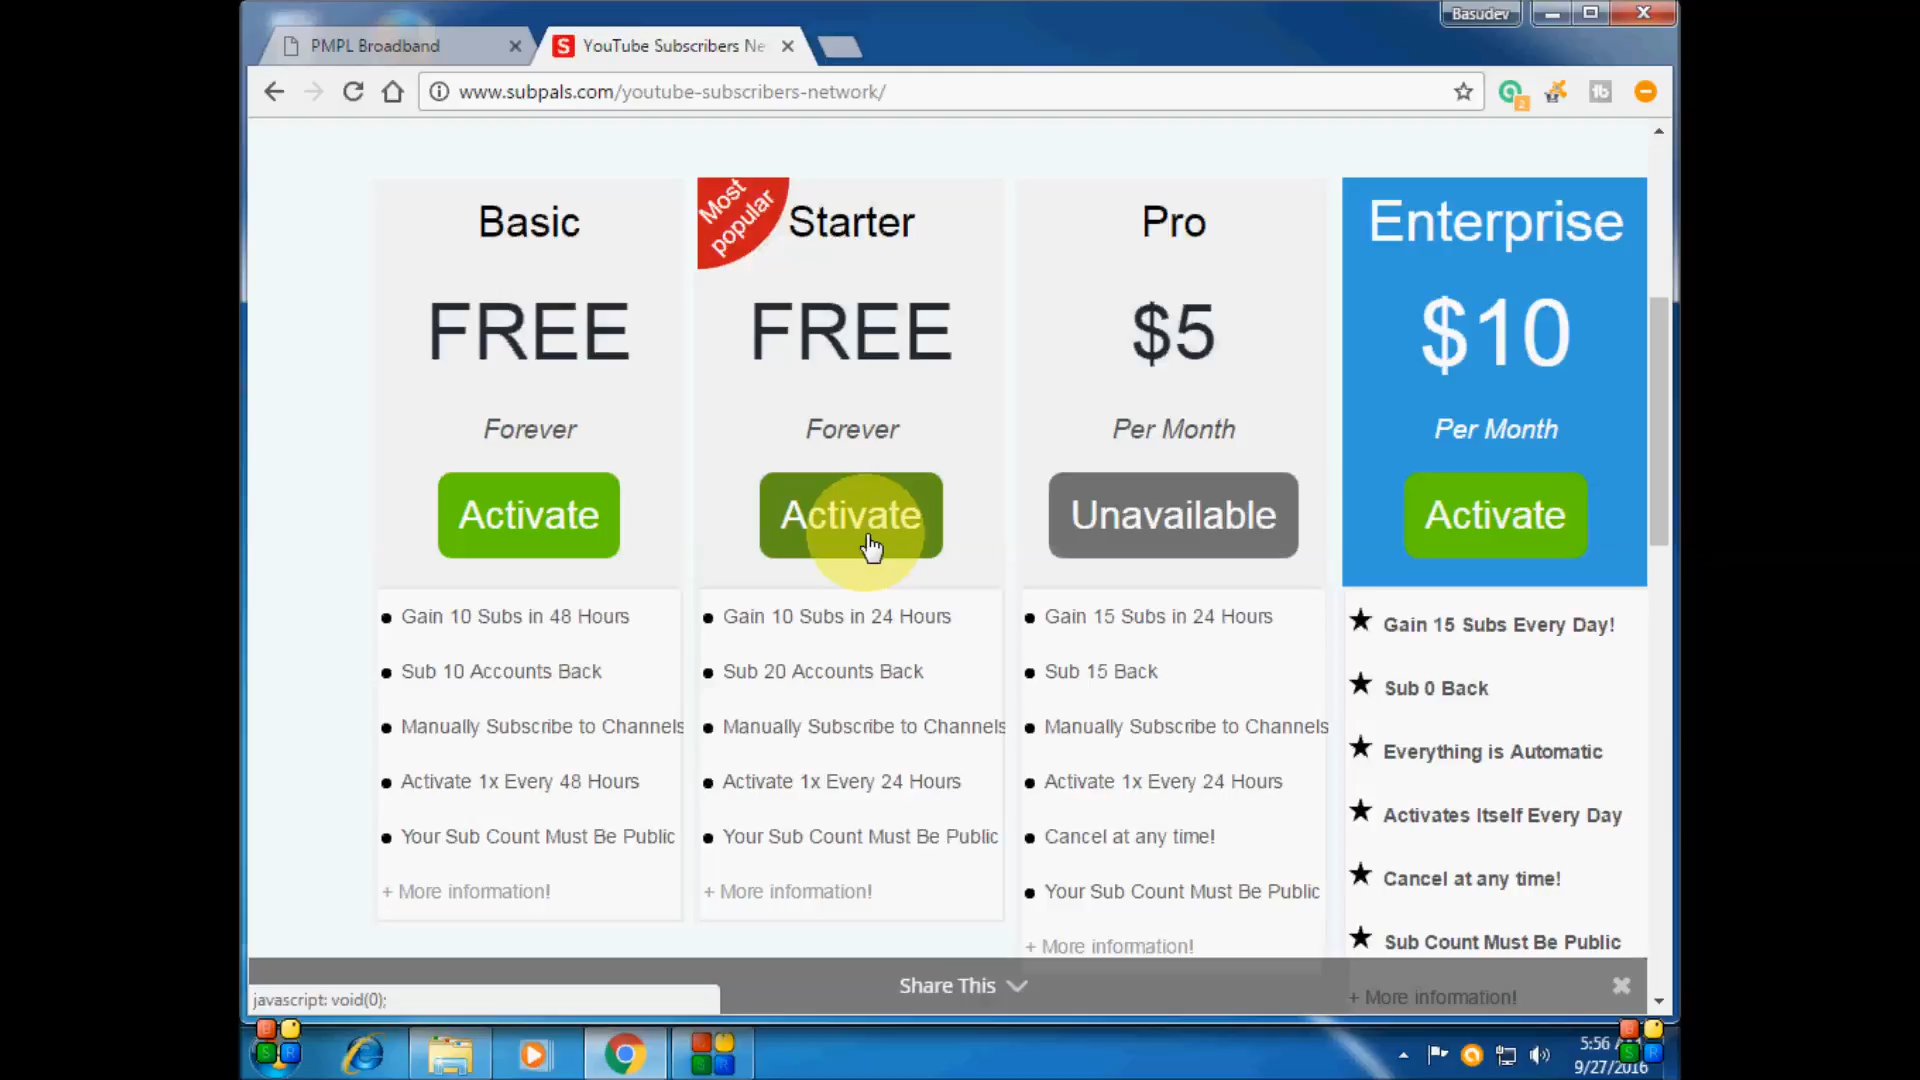 Basudev
PMPL Broadband
YouTube Subscribers Ne
www.subpals.com/youtube-subscribers-network/
2
Most popular
Basic
FREE
Forever
Activate
Gain 10 Subs in 48 Hours
Sub 10 Accounts Back
Manually Subscribe to Channels
Activate 1x Every 48 Hours
Your Sub Count Must Be Public
+ More information!
Starter
FREE
Forever
Activate
Gain 10 Subs in 24 Hours
Sub 20 Accounts Back
Manually Subscribe to Channels
Activate 1x Every 24 Hours
Your Sub Count Must Be Public
+ More information!
Pro
$5
Per Month
Unavailable
Gain 15 Subs in 24 Hours
Sub 15 Back
Manually Subscribe to Channels
Activate 1x Every 24 Hours
Cancel at any time!
Your Sub Count Must Be Public
+ More information!
Enterprise
$10
Per Month
Activate
Gain 15 Subs Every Day!
Sub 0 Back
Everything is Automatic
Activates Itself Every Day
Cancel at any time!
Sub Count Must Be Public
+ More information!
Share This
javascript: void(0);
5:56
9/27/2016